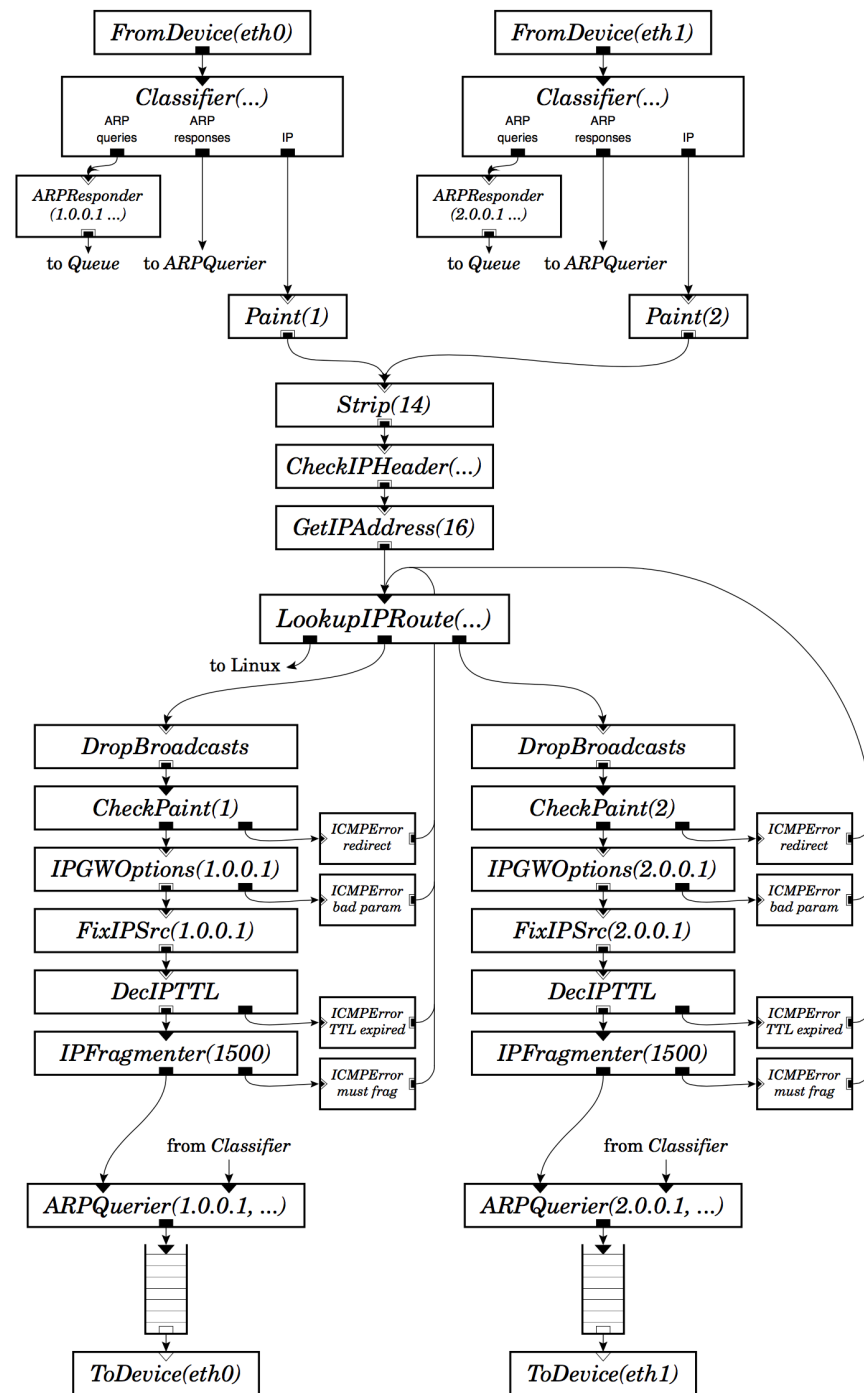 FromDevice(eth0)
FromDevice(eth1)
Classifier(...)
ARP
queries
ARP
responses
IP
Classifier(...)
ARP
queries
ARP
responses
IP
ARPResponder
(1.0.0.1 ...)
ARPResponder
(2.0.0.1 ...)
to Queue
to ARPQuerier
to Queue
to ARPQuerier
Paint(1)
Paint(2)
Strip(14)
CheckIPHeader(...)
GetIPAddress(16)
LookupIPRoute(...)
to Linux
DropBroadcasts
CheckPaint(1)
ICMPError
redirect
IPGWOptions(1.0.0.1)
ICMPError
bad param
FixIPSrc(1.0.0.1)
DecIPTTL
ICMPError
TTL expired
IPFragmenter(1500)
ICMPError
must frag
from Classifier
ARPQuerier(1.0.0.1, ...)
ToDevice(eth0)
DropBroadcasts
CheckPaint(2)
ICMPError
redirect
IPGWOptions(2.0.0.1)
ICMPError
bad param
FixIPSrc(2.0.0.1)
DecIPTTL
ICMPError
TTL expired
IPFragmenter(1500)
ICMPError
must frag
from Classifier
ARPQuerier(2.0.0.1, ...)
ToDevice(eth1)